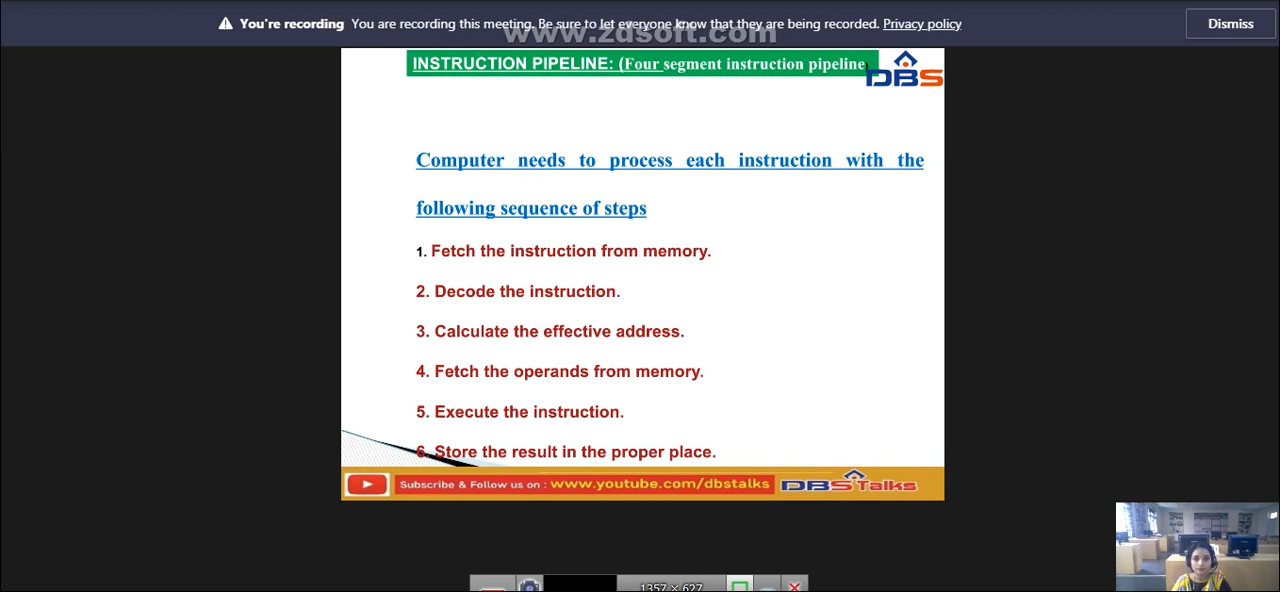 You're recording You are recording this meeting. Be sure to let everyone know that they are being recorded. Privacy policy
Dismiss
www.zdsoft.com
INSTRUCTION PIPELINE: (Four segment instruction pipeline)
DBS
Computer needs to process each instruction with the
following sequence of steps
1. Fetch the instruction from memory.
2. Decode the instruction.
3. Calculate the effective address.
4. Fetch the operands from memory.
5. Execute the instruction.
6. Store the result in the proper place.
Subscribe & Follow us on : www.youtube.com/dbstalks DBS Talks
1357 x 627